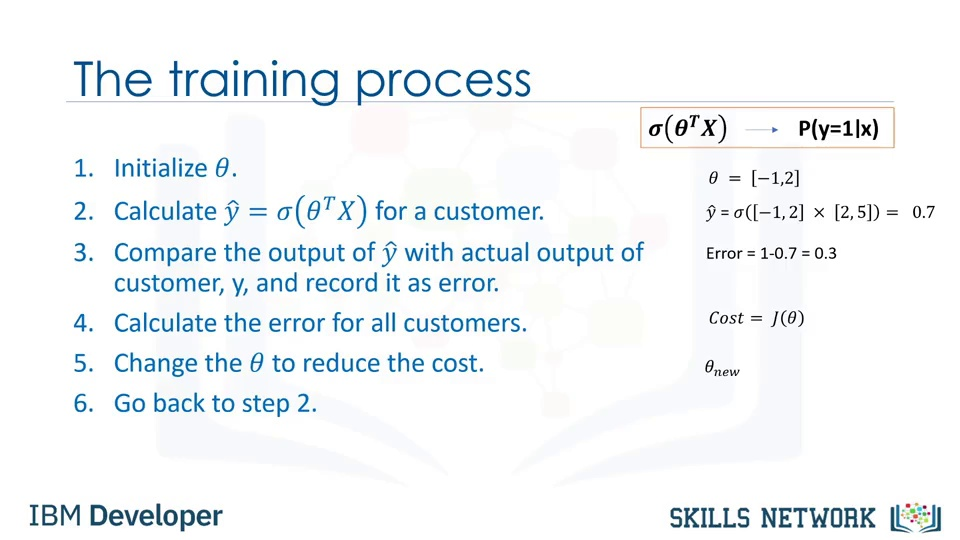 The training process
σ(θᵀX) → P(y=1|x)
1. Initialize θ.
θ = [−1,2]
2. Calculate ŷ = σ(θᵀX) for a customer.
ŷ = σ([−1, 2] × [2, 5]) = 0.7
3. Compare the output of ŷ with actual output of
customer, y, and record it as error.
Error = 1-0.7 = 0.3
4. Calculate the error for all customers.
Cost = J(θ)
5. Change the θ to reduce the cost.
θₙₑw
6. Go back to step 2.
IBM Developer
SKILLS NETWORK